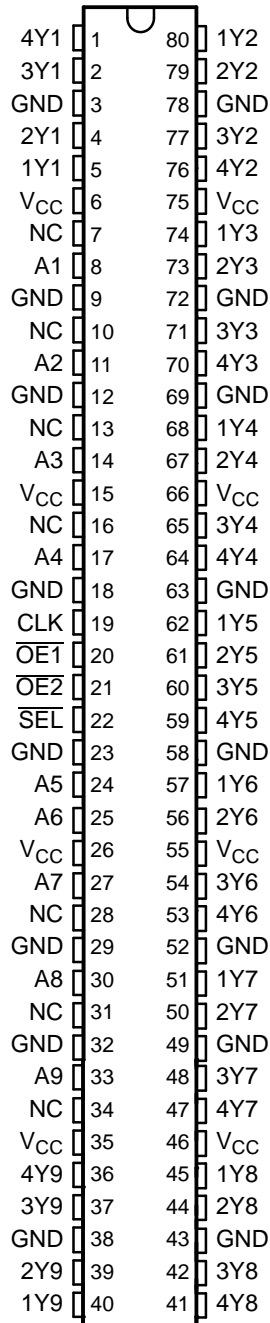 4Y1 1 80 1Y2
3Y1 2 79 2Y2
GND 3 78 GND
2Y1 4 77 3Y2
1Y1 5 76 4Y2
VCC 6 75 VCC
NC 7 74 1Y3
A1 8 73 2Y3
GND 9 72 GND
NC 10 71 3Y3
A2 11 70 4Y3
GND 12 69 GND
NC 13 68 1Y4
A3 14 67 2Y4
VCC 15 66 VCC
NC 16 65 3Y4
A4 17 64 4Y4
GND 18 63 GND
CLK 19 62 1Y5
OE1 20 61 2Y5
OE2 21 60 3Y5
SEL 22 59 4Y5
GND 23 58 GND
A5 24 57 1Y6
A6 25 56 2Y6
VCC 26 55 VCC
A7 27 54 3Y6
NC 28 53 4Y6
GND 29 52 GND
A8 30 51 1Y7
NC 31 50 2Y7
GND 32 49 GND
A9 33 48 3Y7
NC 34 47 4Y7
VCC 35 46 VCC
4Y9 36 45 1Y8
3Y9 37 44 2Y8
GND 38 43 GND
2Y9 39 42 3Y8
1Y9 40 41 4Y8